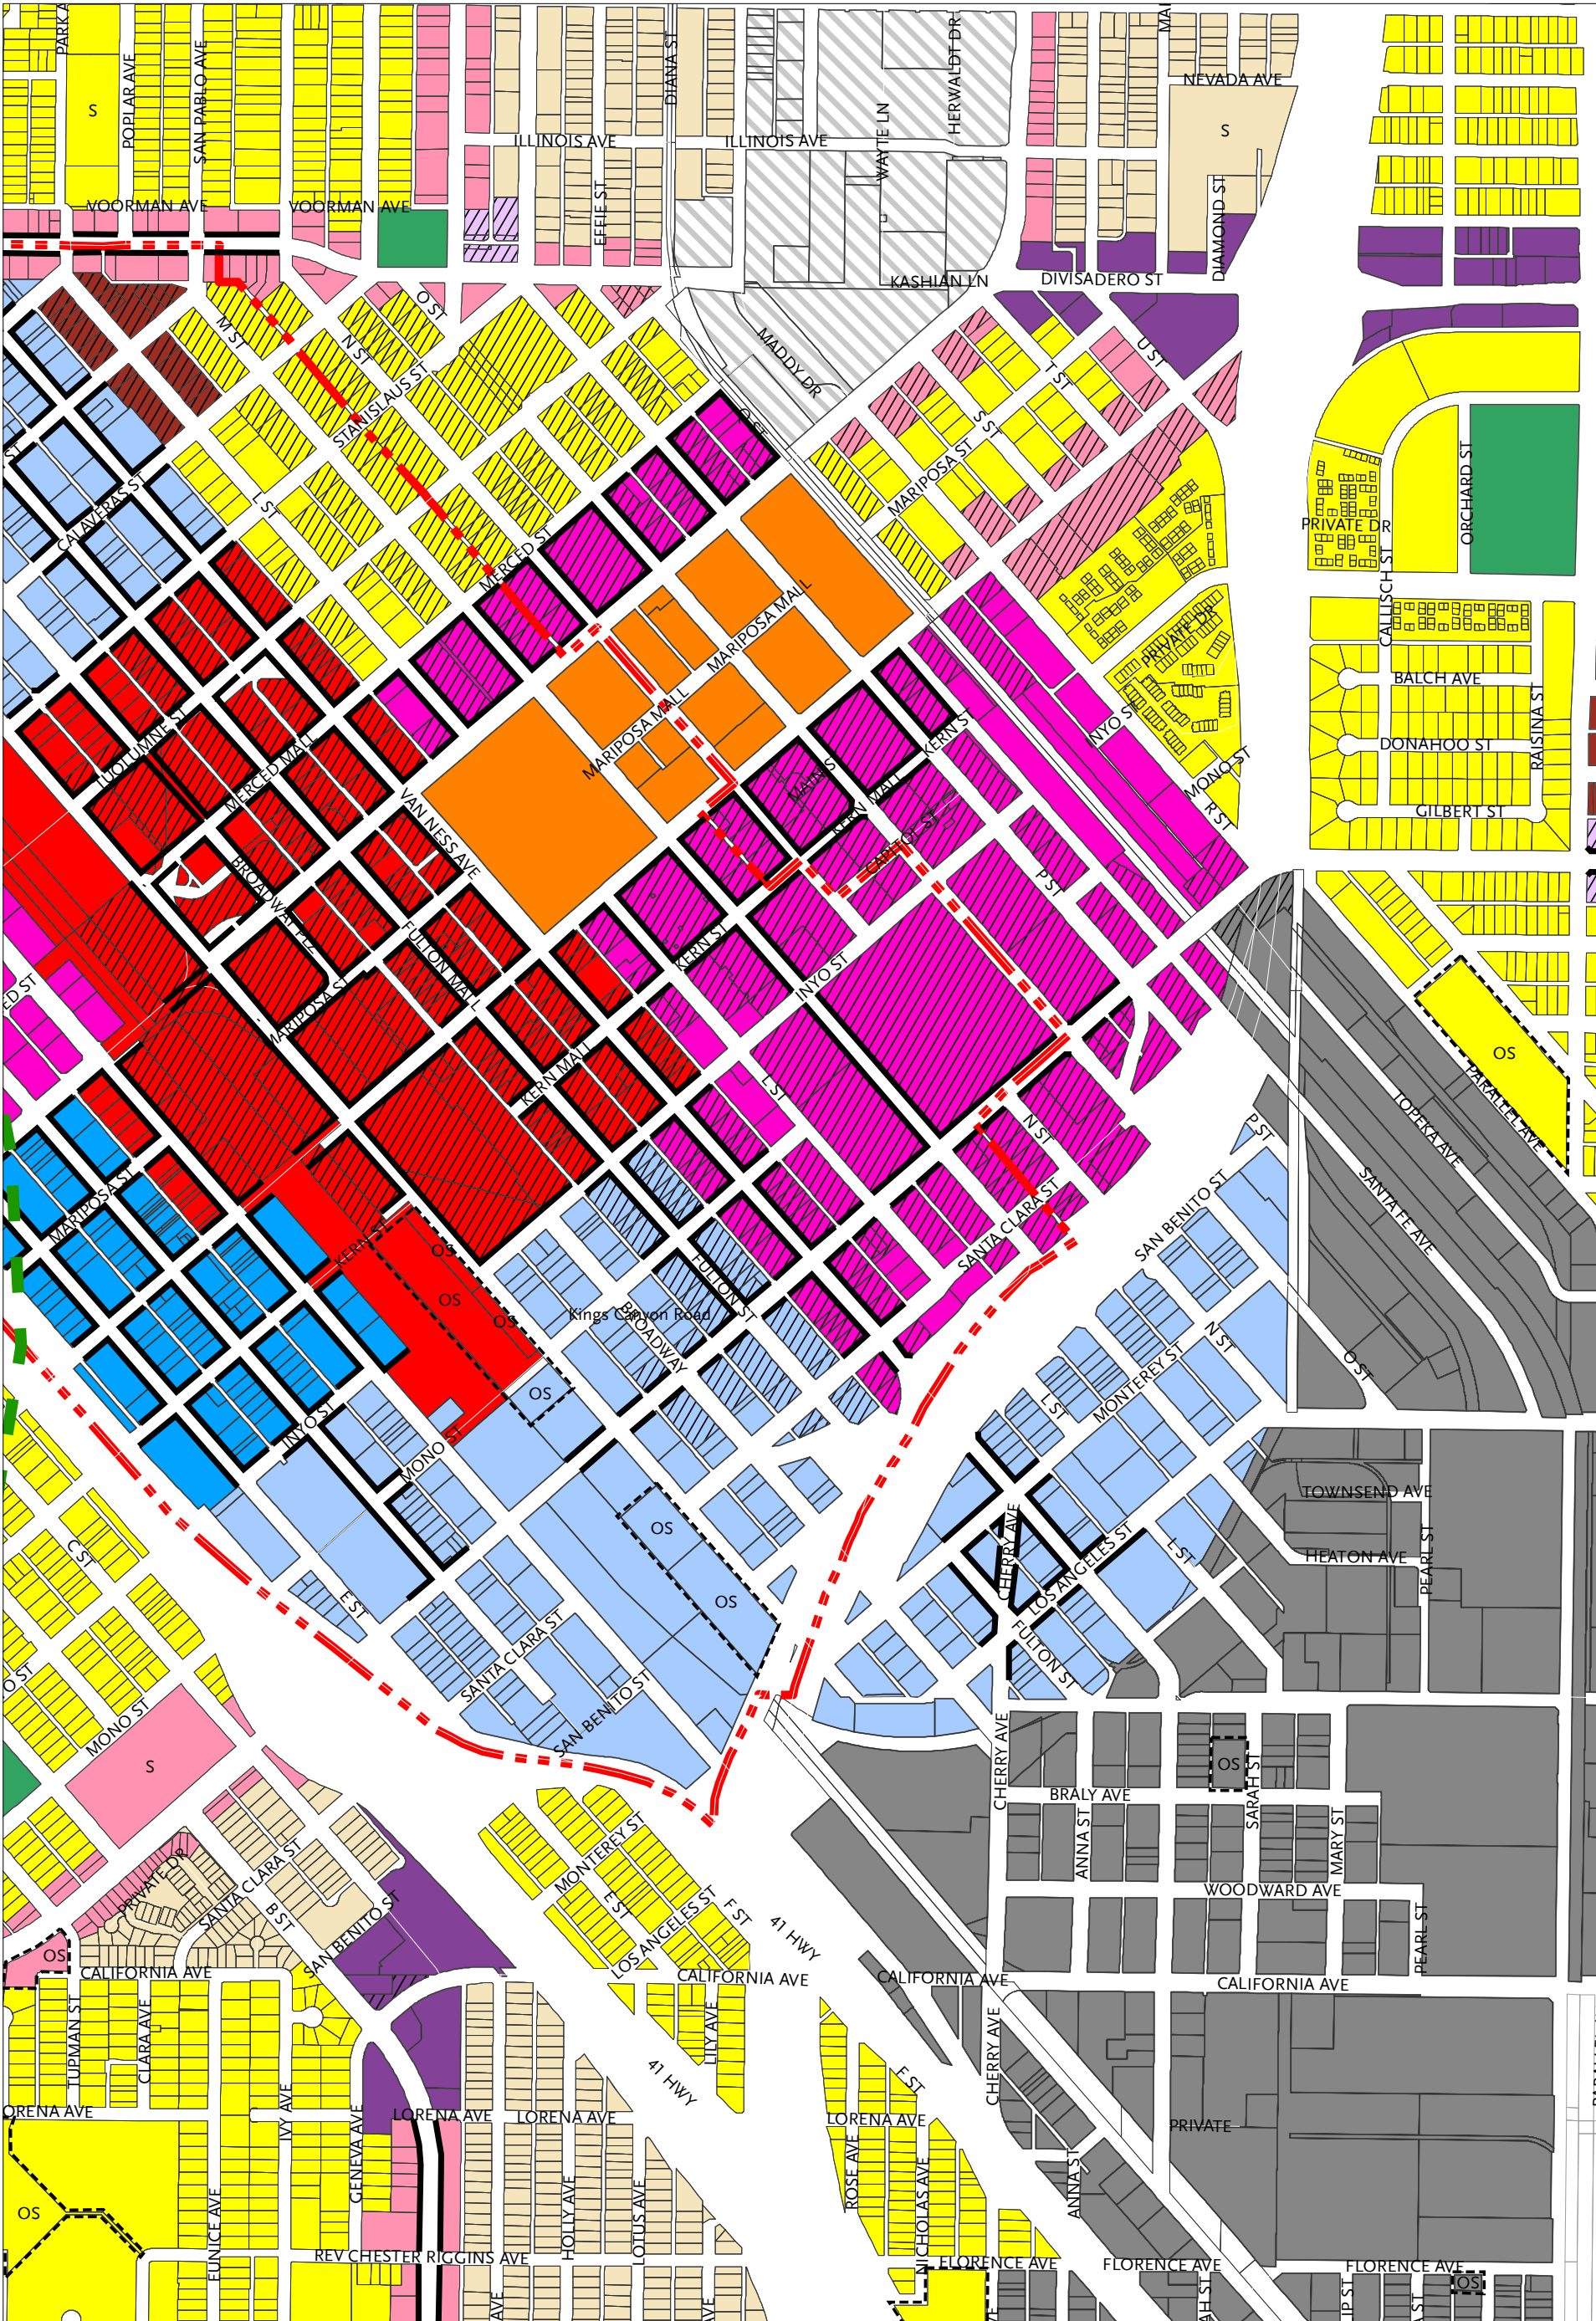 PARK A
POPLAR AVE
SAN PABLO AVE
S
DIANA ST
HERWALDT DR
WAYTE LN
NEVADA AVE
S
ILLINOIS AVE
ILLINOIS AVE
EFFIE ST
VOORMAN AVE
VOORMAN AVE
DIAMOND ST
KASHIAN LN
DIVISADERO ST
O ST
M ST
N ST
U ST
MADDY DR
T ST
STANISLAUS ST
S ST
MARIPOSA ST
CALAVERAS ST
L ST
ORCHARD ST
PRIVATE DR
MERCED ST
CALLISCH ST
MARIPOSA MALL
PRIVATE DR
BALCH AVE
RAISINA ST
MARIPOSA MALL
KERN ST
DONAHOO ST
MERCED MALL
MONO ST
VAN NESS AVE
KERN MALL
R ST
GILBERT ST
CAPITOL ST
BROADWAY PLZ
P ST
FULTON MALL
KERN ST
INYO ST
ED ST
MARIPOSA ST
OS
KERN MALL
L ST
PARALLEL AVE
TOPEKA AVE
N ST
P ST
MARIPOSA ST
SANTA FE AVE
SAN BENITO ST
SANTA CLARA ST
KERN ST
OS
FULTON ST
OS
Kings Canyon Road
OS
BROADWAY
N ST
O ST
MONTEREY ST
OS
L ST
INYO ST
MONO ST
TOWNSEND AVE
OS
CHERRY AVE
LOS ANGELES ST
L ST
HEATON AVE
PEARL ST
C ST
E ST
OS
FULTON ST
SANTA CLARA ST
SAN BENITO ST
O ST
MONO ST
CHERRY AVE
S
OS
SARAH ST
BRALY AVE
ANNA ST
MARY ST
MONTEREY ST
PRIVATE DR
SANTA CLARA ST
B ST
E ST
F ST
WOODWARD AVE
SAN BENITO ST
LOS ANGELES ST
41 HWY
PEARL ST
OS
CALIFORNIA AVE
CALIFORNIA AVE
CALIFORNIA AVE
CALIFORNIA AVE
TUPMAN ST
CLARA AVE
LILY AVE
CHERRY AVE
41 HWY
F ST
ORENA AVE
IVY AVE
GENEVA AVE
LORENA AVE
LORENA AVE
LORENA AVE
PRIVATE
ROSE AVE
NICHOLAS AVE
ANNA ST
OS
EUNICE AVE
HOLLY AVE
LOTUS AVE
REV CHESTER RIGGINS AVE
FLORENCE AVE
FLORENCE AVE
FLORENCE AVE
OS
AVE
AVE